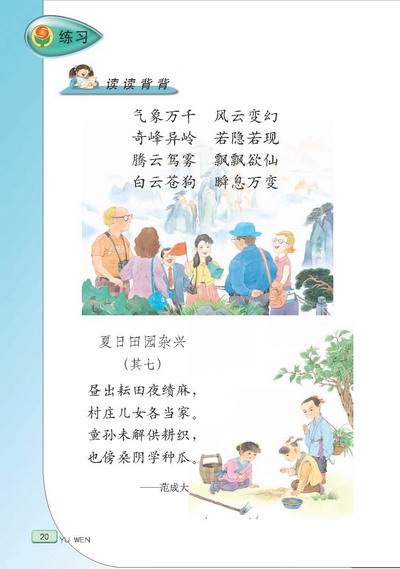 练习
读读背背
气象万千 风云变幻
奇峰异岭 若隐若现
腾云驾雾 飘飘欲仙
白云苍狗 瞬息万变
夏日田园杂兴
(其七)
昼出耘田夜绩麻，
村庄儿女各当家。
童孙未解供耕织，
也傍桑阴学种瓜。
——范成大
20
YU WEN